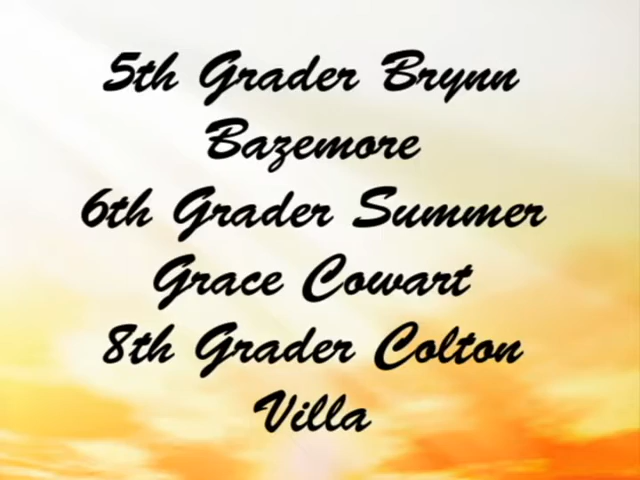 5th Grader Brynn
Bazemore
6th Grader Summer
Grace Cowart
8th Grader Colton
Villa